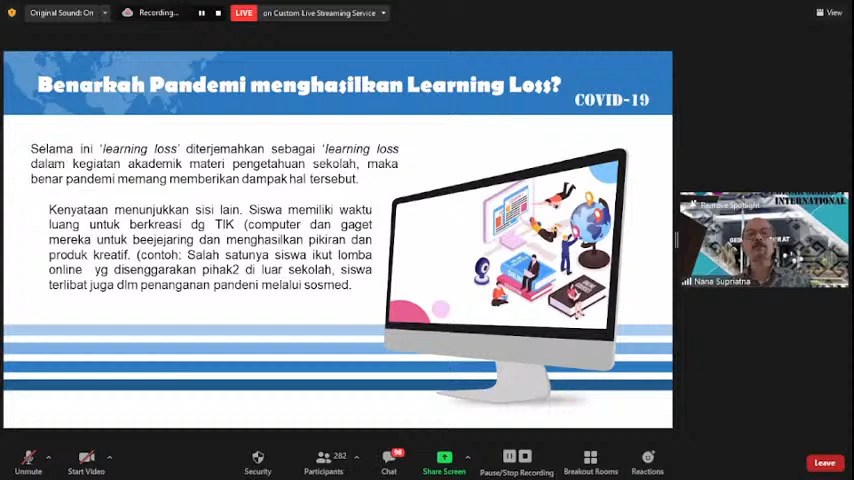 Original Sound: On
Recording...
LIVE
on Custom Live Streaming Service
View
Benarkah Pandemi menghasilkan Learning Loss?
COVID-19
Selama ini 'learning loss' diterjemahkan sebagai 'learning loss
dalam kegiatan akademik materi pengetahuan sekolah, maka
benar pandemi memang memberikan dampak hal tersebut.
Kenyataan menunjukkan sisi lain. Siswa memiliki waktu
luang untuk berkreasi dg TIK (computer dan gaget
mereka untuk beejejaring dan menghasilkan pikiran dan
produk kreatif. (contoh: Salah satunya siswa ikut lomba
online yg disenggarakan pihak2 di luar sekolah, siswa
terlibat juga dlm penanganan pandeni melalui sosmed.
Remove Spotlight
INTERNATIONAL
Nana Supriatna
Unmute
Start Video
Security
282
Participants
98
Chat
Share Screen
Pause/Stop Recording
Breakout Rooms
Reactions
Leave